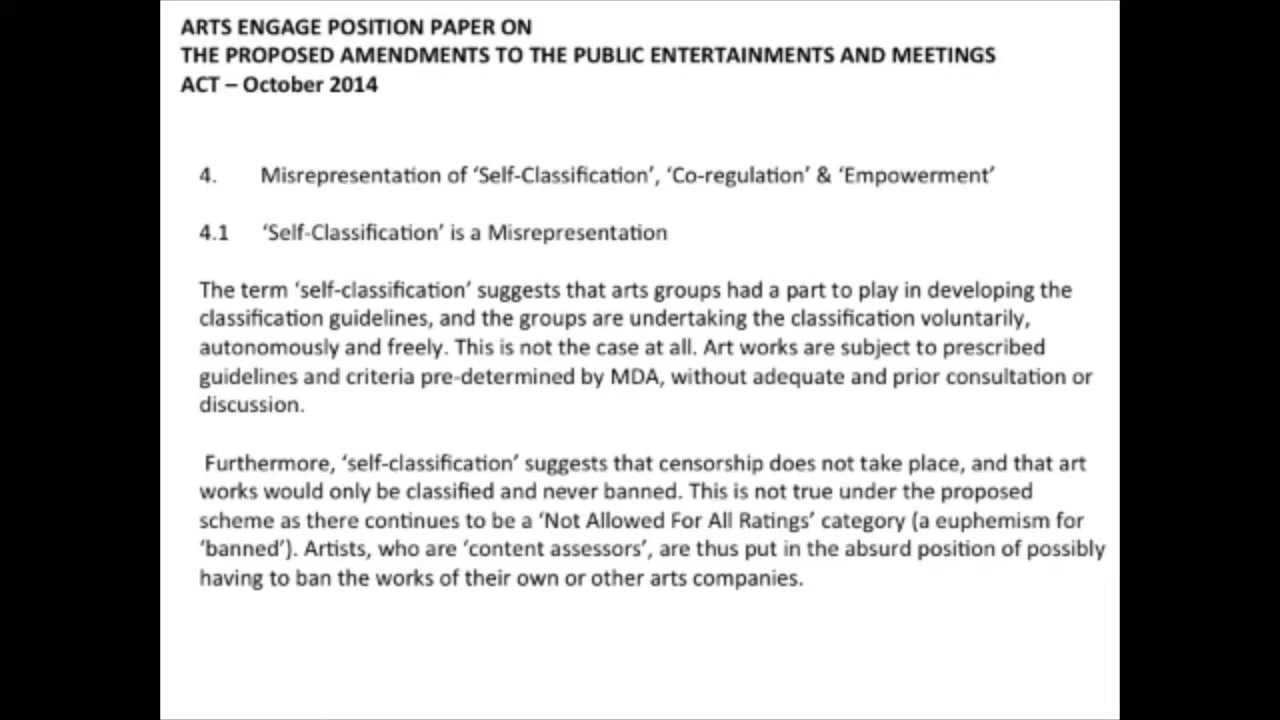 ARTS ENGAGE POSITION PAPER ON
THE PROPOSED AMENDMENTS TO THE PUBLIC ENTERTAINMENTS AND MEETINGS
ACT – October 2014
4. Misrepresentation of ‘Self-Classification’, ‘Co-regulation’ & ‘Empowerment’
4.1 ‘Self-Classification’ is a Misrepresentation
The term ‘self-classification’ suggests that arts groups had a part to play in developing the
classification guidelines, and the groups are undertaking the classification voluntarily,
autonomously and freely. This is not the case at all. Art works are subject to prescribed
guidelines and criteria pre-determined by MDA, without adequate and prior consultation or
discussion.
Furthermore, ‘self-classification’ suggests that censorship does not take place, and that art
works would only be classified and never banned. This is not true under the proposed
scheme as there continues to be a ‘Not Allowed For All Ratings’ category (a euphemism for
‘banned’). Artists, who are ‘content assessors’, are thus put in the absurd position of possibly
having to ban the works of their own or other arts companies.